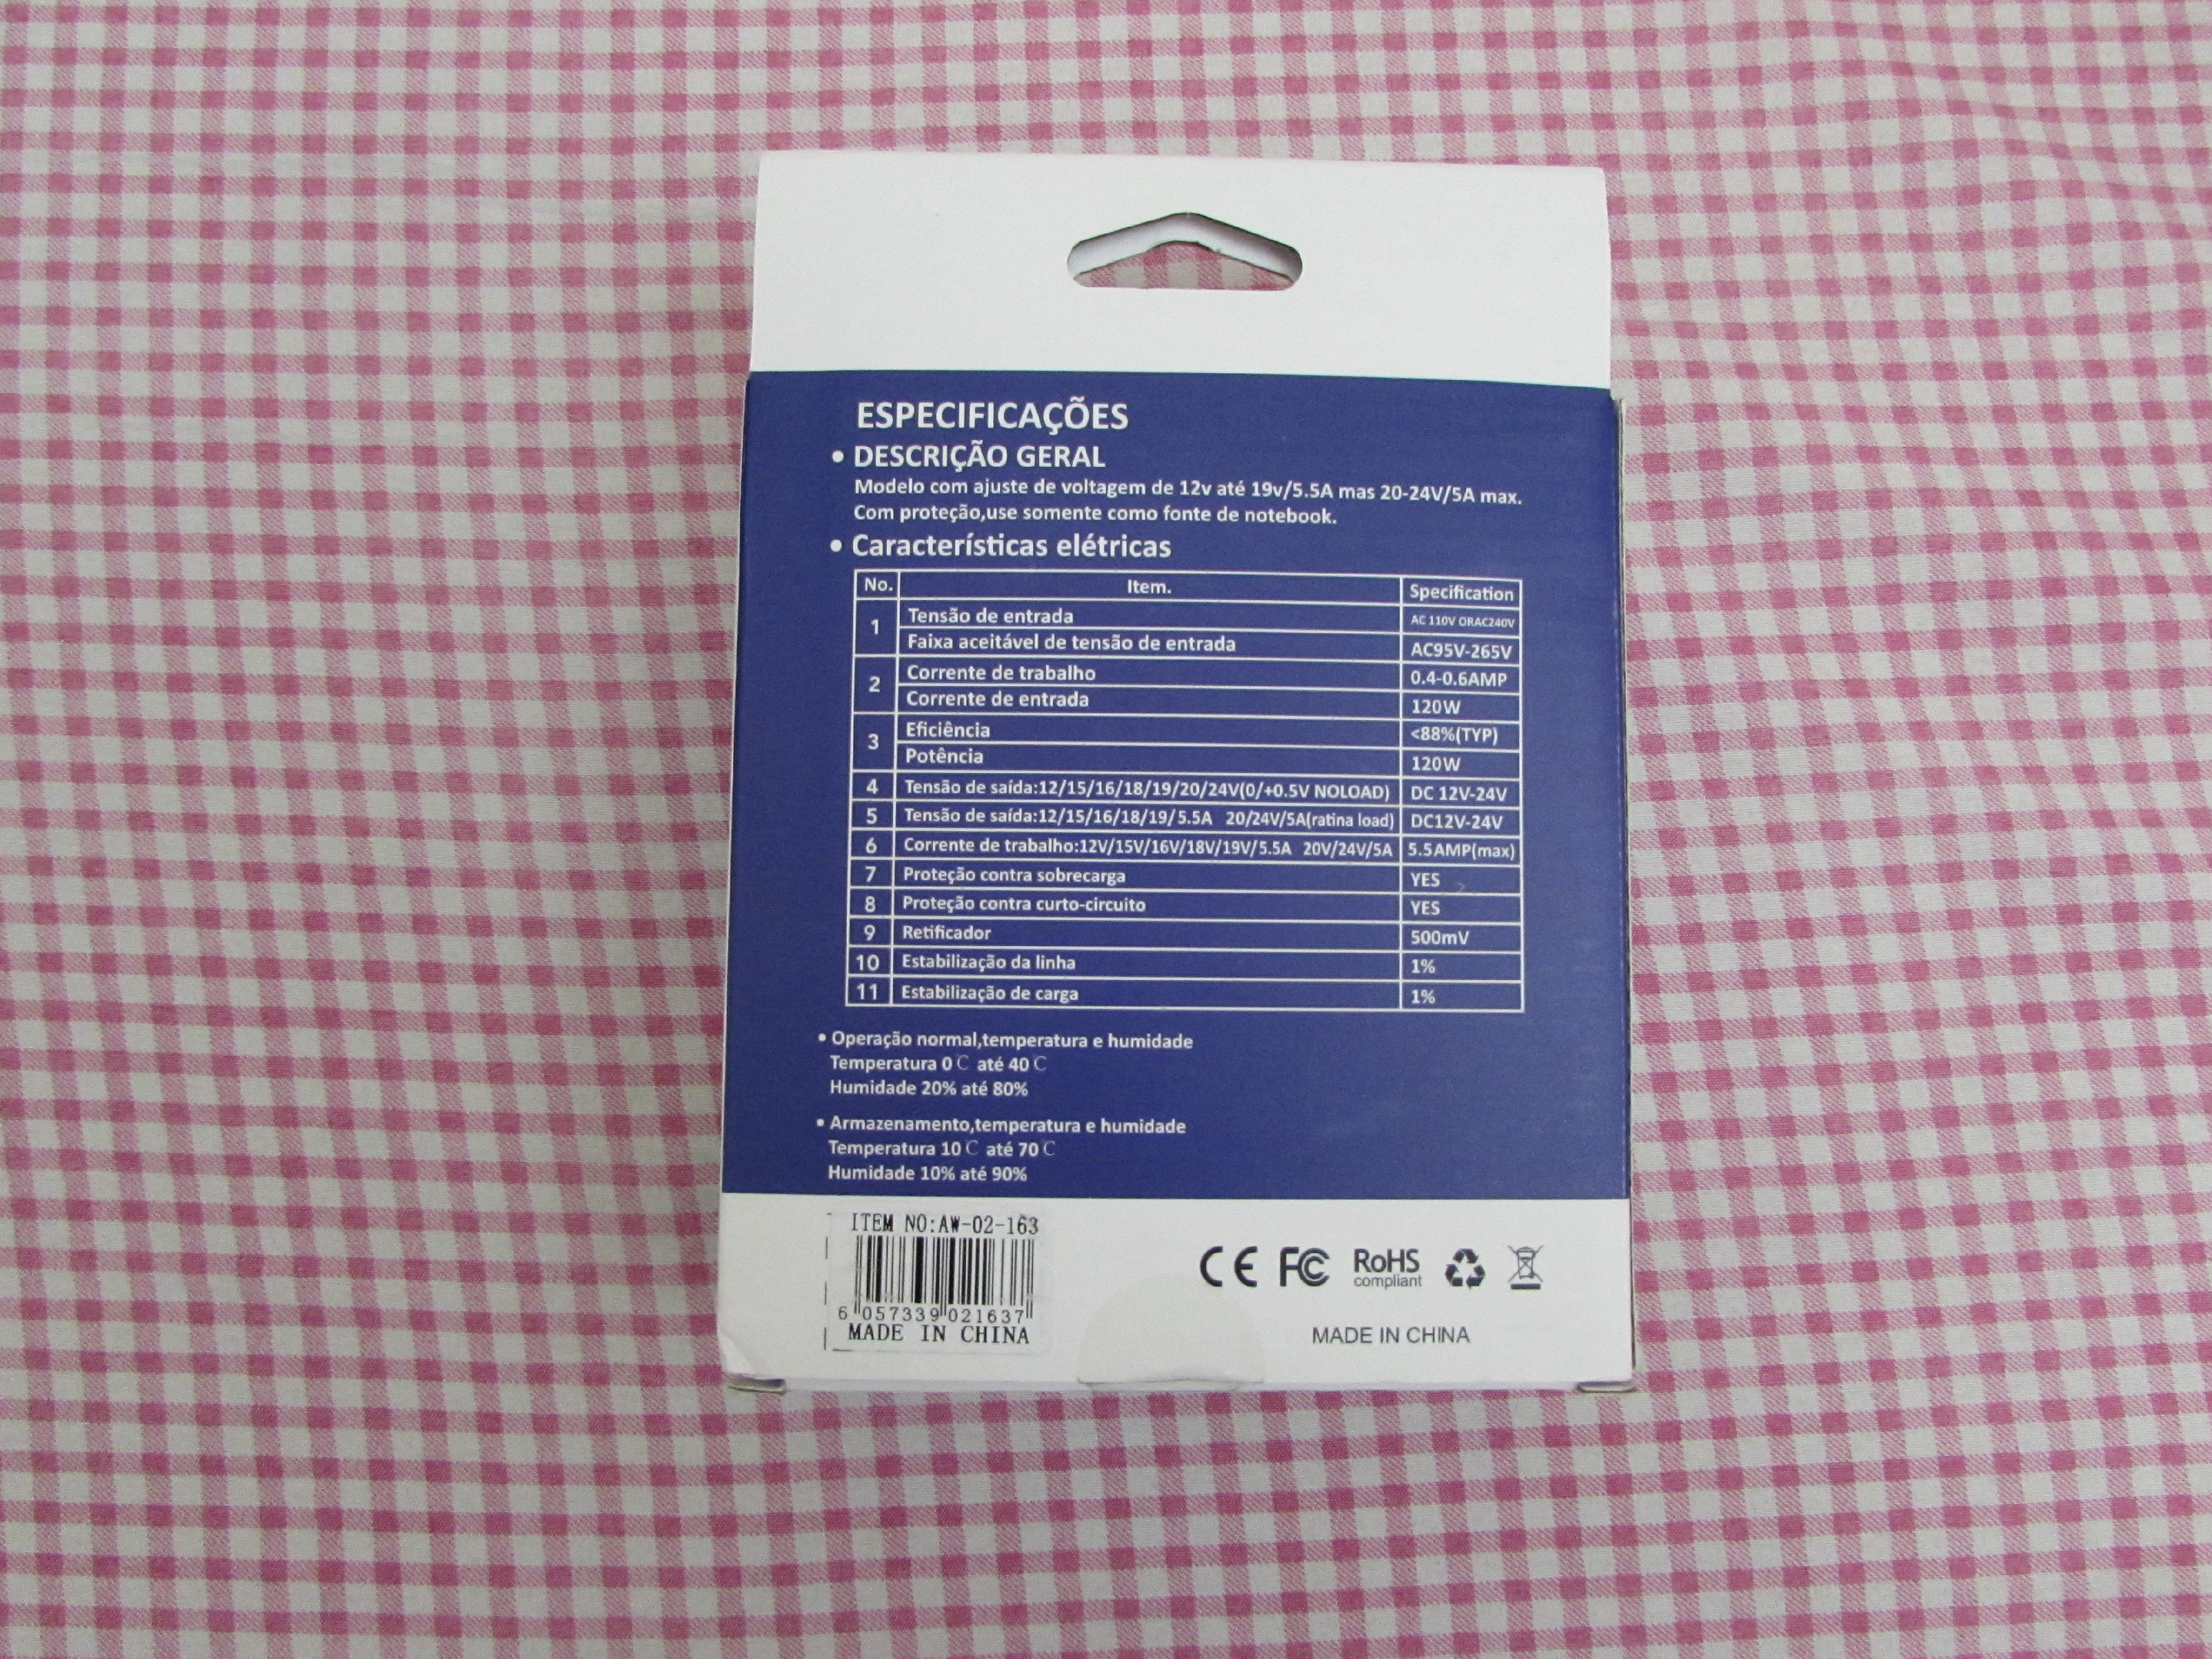 ESPECIFICAÇÕES
• DESCRIÇÃO GERAL
Modelo com ajuste de voltagem de 12v até 19v/5.5A mas 20-24V/5A max.
Com proteção,use somente como fonte de notebook.
• Características elétricas
No. Item. Specification
1 Tensão de entrada AC 110V ORAC240V
Faixa aceitável de tensão de entrada AC95V-265V
2 Corrente de trabalho 0.4-0.6AMP
Corrente de entrada 120W
3 Eficiência <88%(TYP)
Potência 120W
4 Tensão de saída:12/15/16/18/19/20/24V(0/+0.5V NOLOAD) DC 12V-24V
5 Tensão de saída:12/15/16/18/19/5.5A 20/24V/5A(ratina load) DC12V-24V
6 Corrente de trabalho:12V/15V/16V/18V/19V/5.5A 20V/24V/5A 5.5AMP(max)
7 Proteção contra sobrecarga YES
8 Proteção contra curto-circuito YES
9 Retificador 500mV
10 Estabilização da linha 1%
11 Estabilização de carga 1%
• Operação normal,temperatura e humidade
Temperatura 0℃ até 40℃
Humidade 20% até 80%
• Armazenamento,temperatura e humidade
Temperatura 10℃ até 70℃
Humidade 10% até 90%
ITEM NO:AW-02-163
6 057339 021637
MADE IN CHINA
CE FC RoHS
compliant
MADE IN CHINA